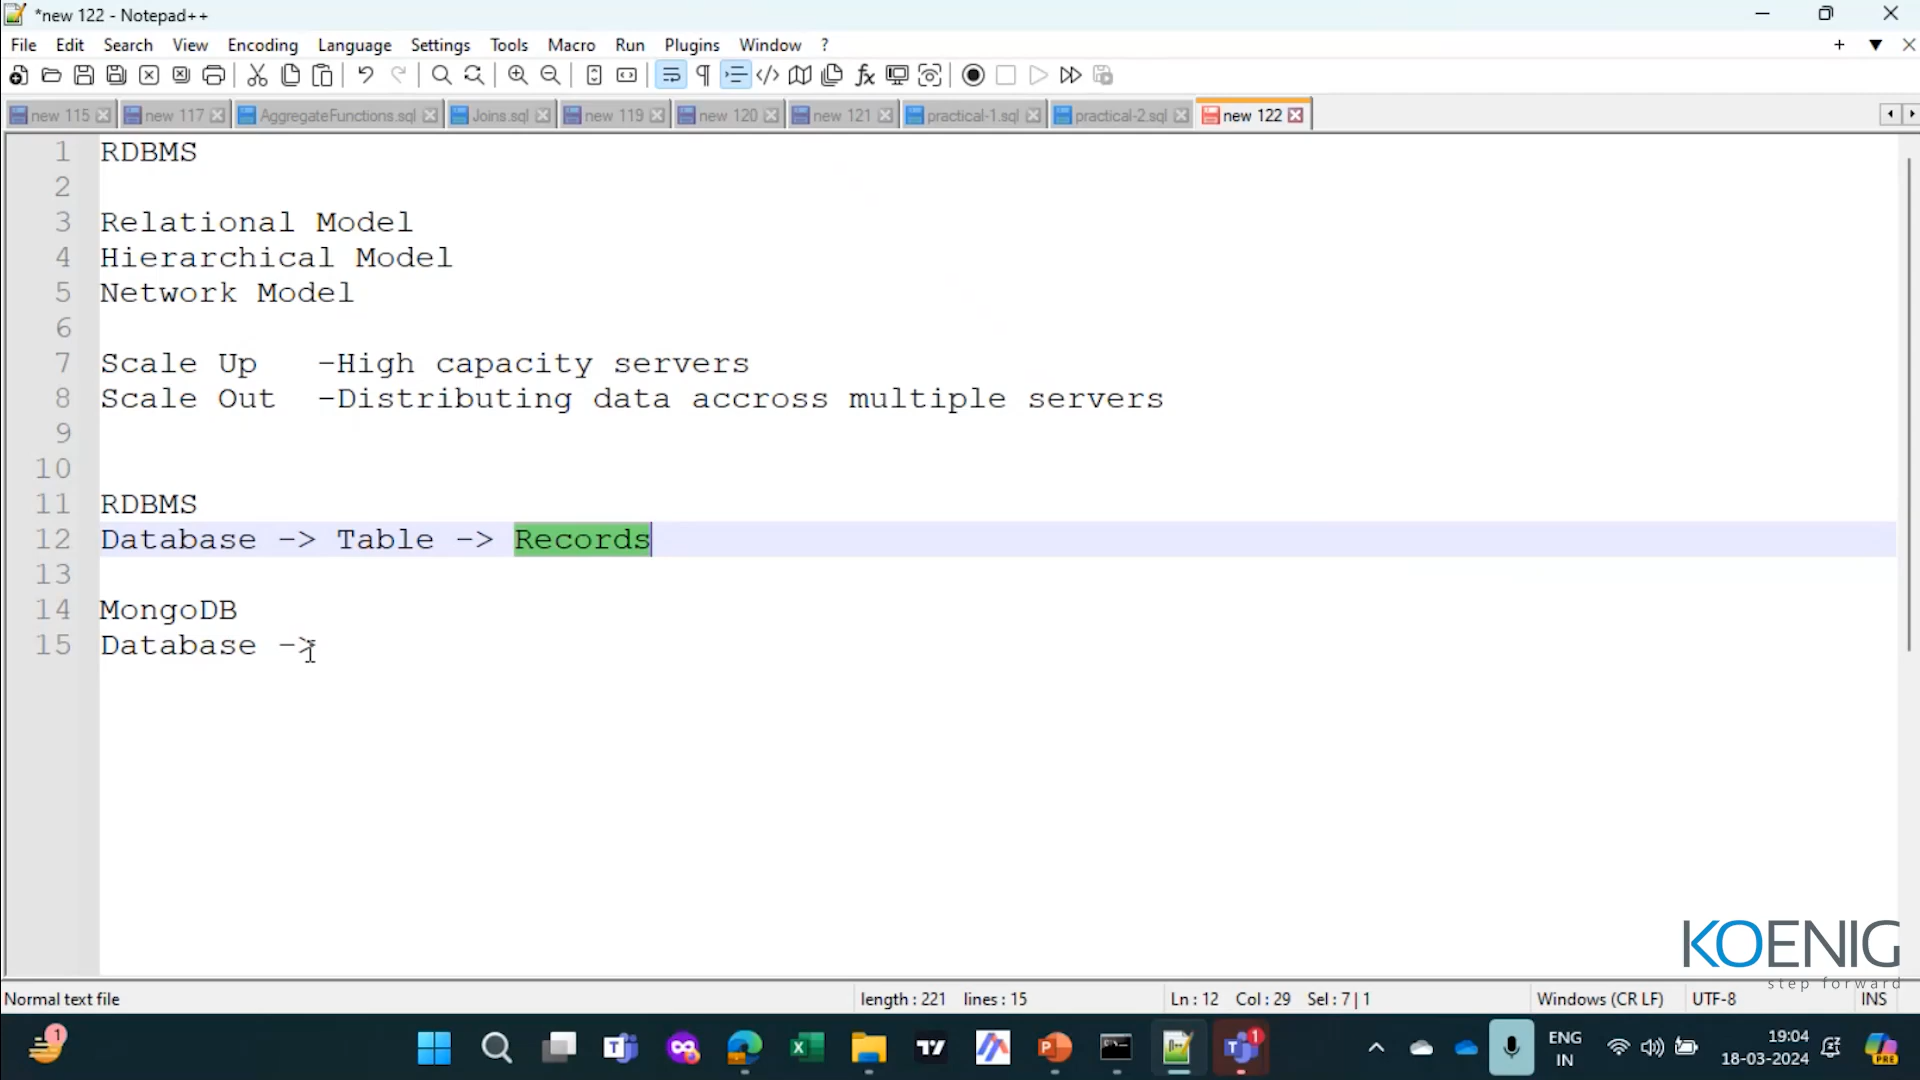 *new 122 - Notepad++
File Edit Search View Encoding Language Settings Tools Macro Run Plugins Window ?
new 115 new 117 AggregateFunctions.sql Joins.sql new 119 new 120 new 121 practical-1.sql practical-2.sql new 122
1 RDBMS
2
3 Relational Model
4 Hierarchical Model
5 Network Model
6
7 Scale Up -High capacity servers
8 Scale Out -Distributing data accross multiple servers
9
10
11 RDBMS
12 Database -> Table -> Records
13
14 MongoDB
15 Database ->
KOENIG
step forward
Normal text file length : 221 lines : 15 Ln : 12 Col : 29 Sel : 7 | 1 Windows (CR LF) UTF-8 INS
1 1 ENG 19:04
IN 18-03-2024 PRE